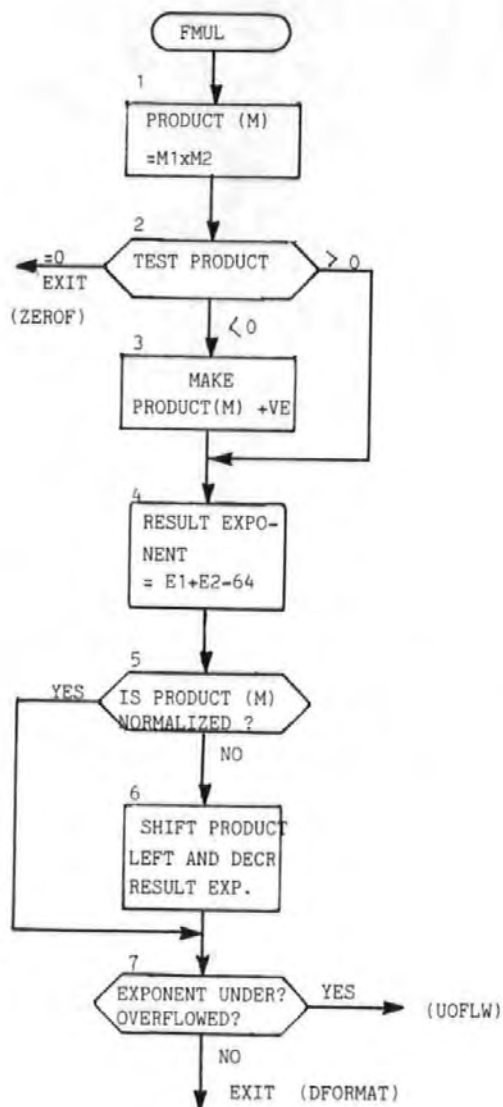 FMUL
1
PRODUCT (M)
=M1xM2
2
TEST PRODUCT
=0
EXIT
(ZEROF)
> 0
<0
3
MAKE
PRODUCT(M) +VE
4
RESULT EXPO-
NENT
= E1+E2-64
5
YES
IS PRODUCT (M)
NORMALIZED ?
NO
6
SHIFT PRODUCT
LEFT AND DECR
RESULT EXP.
7
EXPONENT UNDER?
OVERFLOWED?
YES
(UOFLW)
NO
EXIT (DFORMAT)